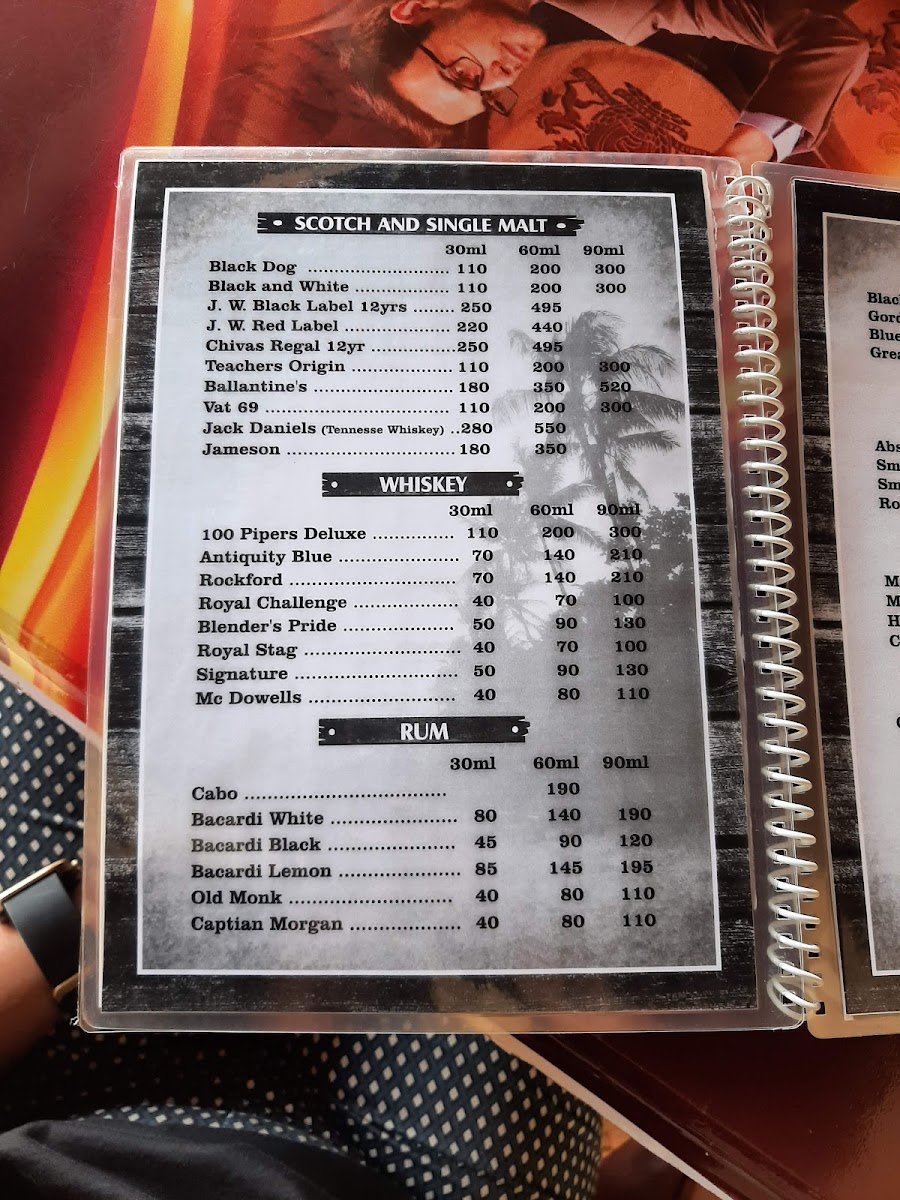 SCOTCH AND SINGLE MALT
30ml 60ml 90ml
Black Dog .............................. 110 200 300
Black and White .................... 110 200 300
J. W. Black Label 12yrs ........ 250 495
J. W. Red Label ...................... 220 440
Chivas Regal 12yr ................. 250 495
Teachers Origin ..................... 110 200 300
Ballantine's ............................ 180 350 520
Vat 69 ..................................... 110 200 300
Jack Daniels (Tennesse Whiskey) .. 280 550
Jameson ................................. 180 350
WHISKEY
30ml 60ml 90ml
100 Pipers Deluxe ............... 110 200 300
Antiquity Blue ...................... 70 140 210
Rockford ............................... 70 140 210
Royal Challenge ................... 40 70 100
Blender's Pride .................... 50 90 130
Royal Stag ............................ 40 70 100
Signature .............................. 50 90 130
Mc Dowells ........................... 40 80 110
RUM
30ml 60ml 90ml
Cabo .................................. 190
Bacardi White ...................... 80 140 190
Bacardi Black ...................... 45 90 120
Bacardi Lemon ..................... 85 145 195
Old Monk ............................ 40 80 110
Captian Morgan ................... 40 80 110